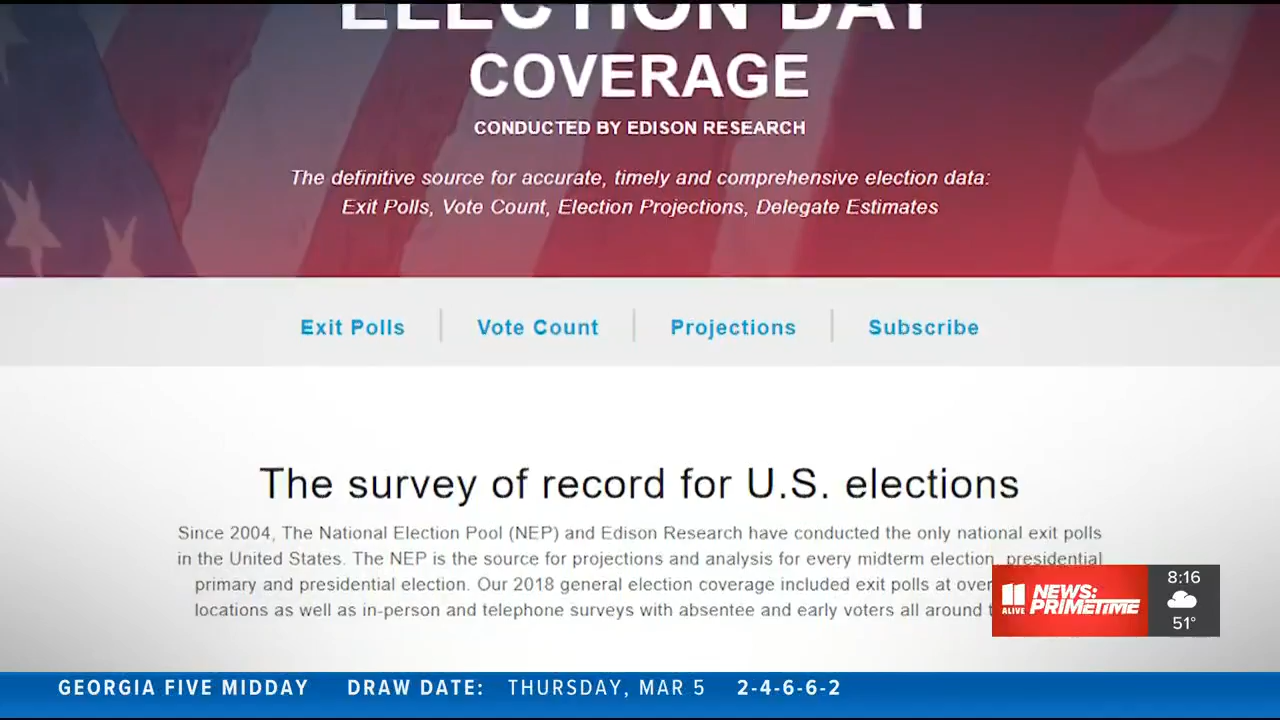 ELECTION DAY
COVERAGE
CONDUCTED BY EDISON RESEARCH
The definitive source for accurate, timely and comprehensive election data:
Exit Polls, Vote Count, Election Projections, Delegate Estimates
Exit Polls
Vote Count
Projections
Subscribe
The survey of record for U.S. elections
Since 2004, The National Election Pool (NEP) and Edison Research have conducted the only national exit polls
in the United States. The NEP is the source for projections and analysis for every midterm election, presidential
primary and presidential election. Our 2018 general election coverage included exit polls at over
locations as well as in-person and telephone surveys with absentee and early voters all around
11 ALIVE
NEWS:
PRIMETIME
8:16
51°
GEORGIA FIVE MIDDAY DRAW DATE: THURSDAY, MAR 5 2-4-6-6-2